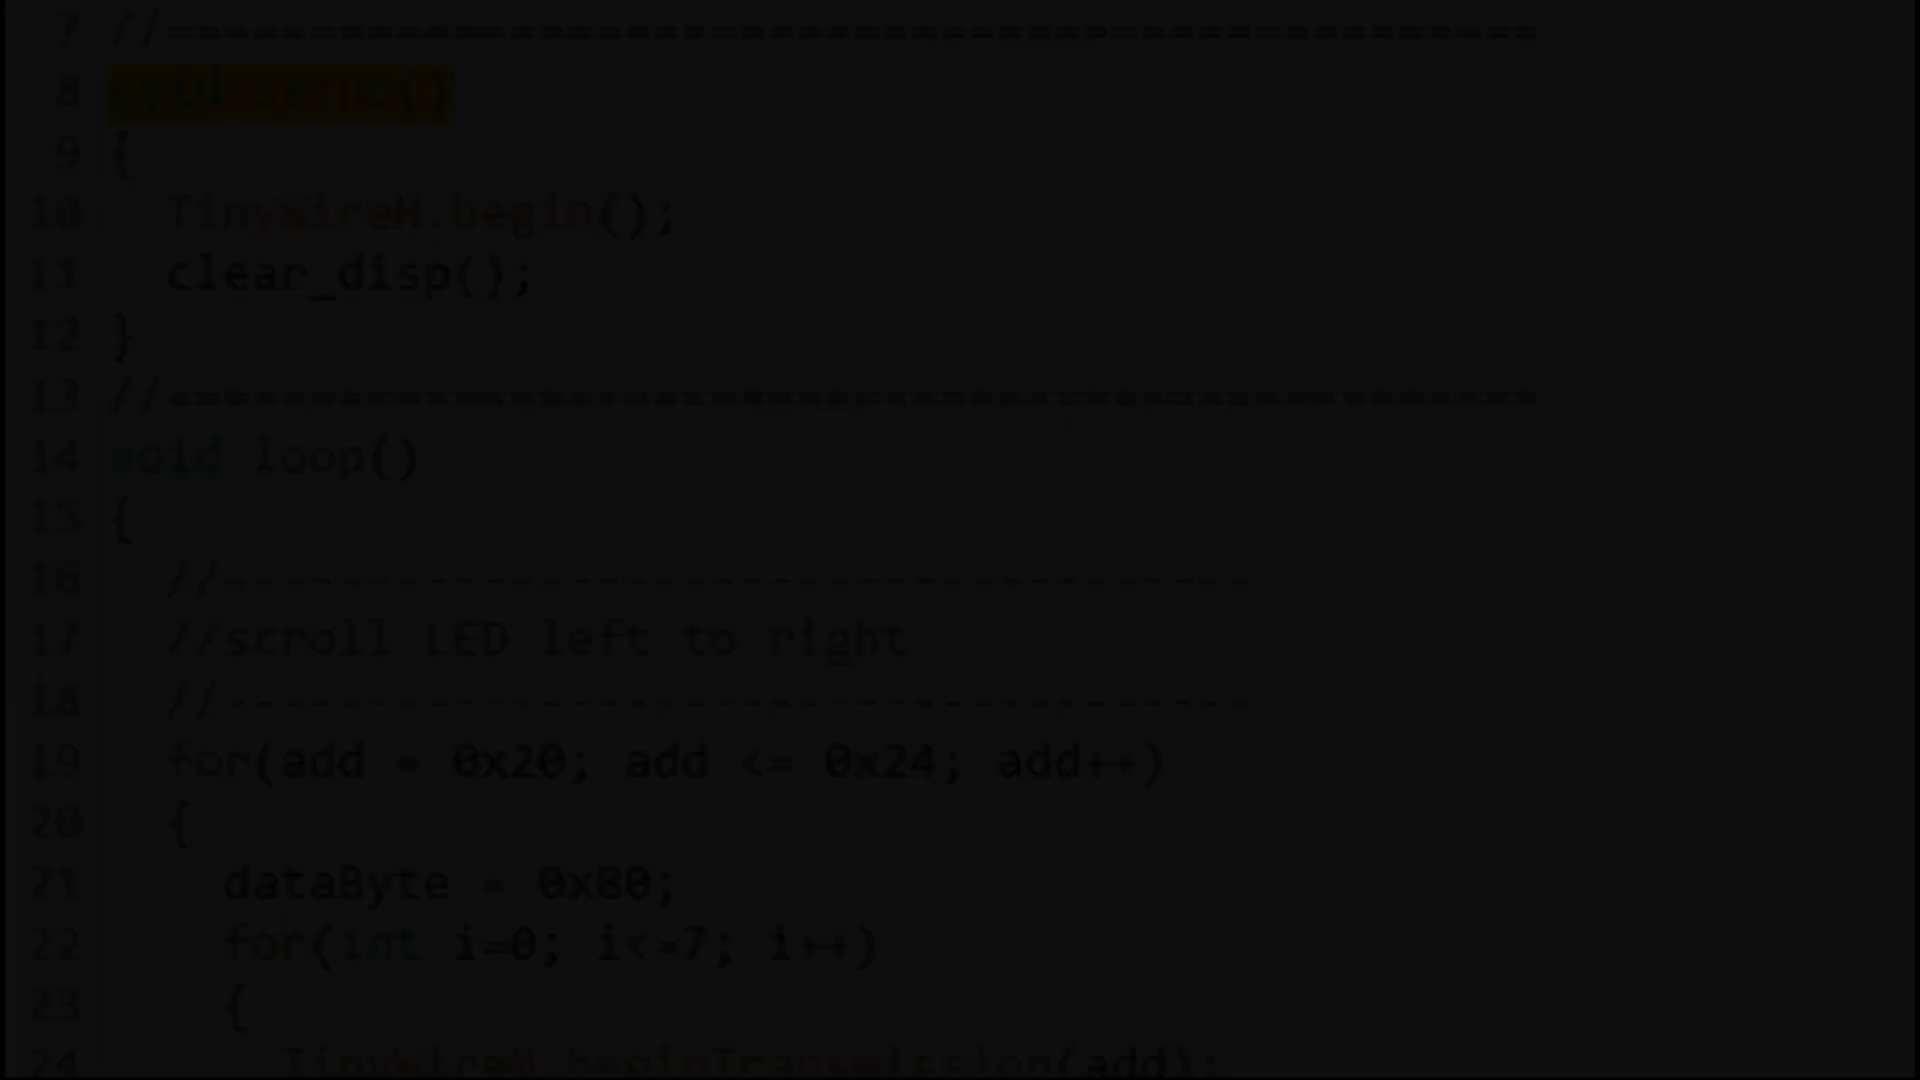 7 //================================================
8 void setup()
9 {
10 TinyWireM.begin();
11 clear_disp();
12 }
13 //================================================
14 void loop()
15 {
16 //------------------------------------
17 //scroll LED left to right
18 //------------------------------------
19 for(add = 0x20; add <= 0x24; add++)
20 {
21 dataByte = 0x80;
22 for(int i=0; i<=7; i++)
23 {
24 TinyWireM.beginTransmission(add);